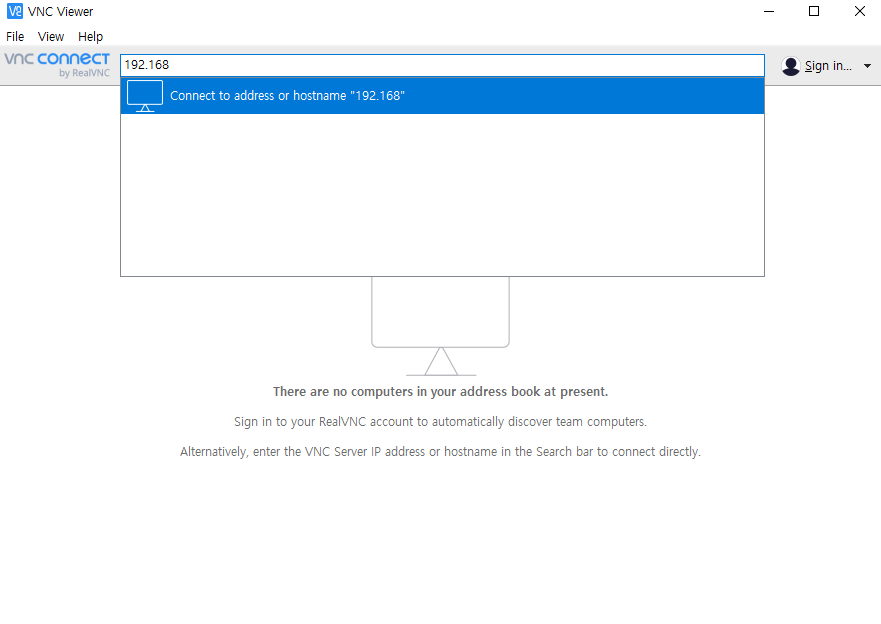 VNC Viewer
File View Help
vnc connect
by RealVNC
192.168
Sign in...
Connect to address or hostname "192.168"
There are no computers in your address book at present.
Sign in to your RealVNC account to automatically discover team computers.
Alternatively, enter the VNC Server IP address or hostname in the Search bar to connect directly.